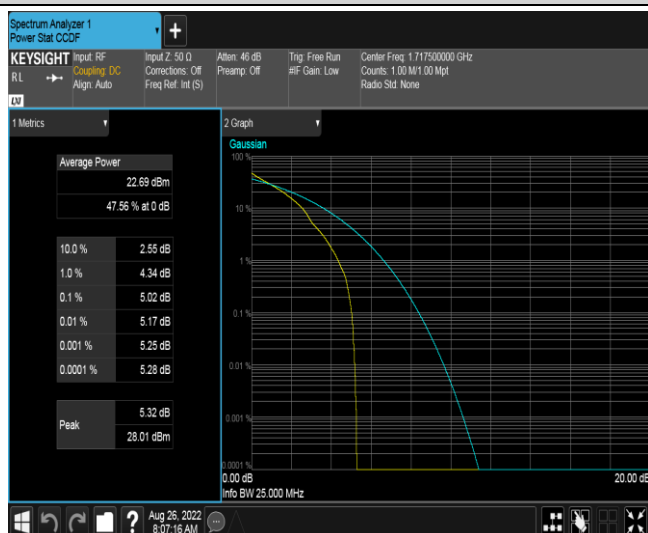 Spectrum Analyzer 1
Power Stat CCDF
+
KEYSIGHT
RL
LXI
Input: RF
Coupling: DC
Align: Auto
Input Z: 50 Ω
Corrections: Off
Freq Ref: Int (S)
Atten: 46 dB
Preamp: Off
Trig: Free Run
#IF Gain: Low
Center Freq: 1.717500000 GHz
Counts: 1.00 M/1.00 Mpt
Radio Std: None
1 Metrics
Average Power
22.69 dBm
47.56 % at 0 dB
10.0 % 2.55 dB
1.0 % 4.34 dB
0.1 % 5.02 dB
0.01 % 5.17 dB
0.001 % 5.25 dB
0.0001 % 5.28 dB
Peak
5.32 dB
28.01 dBm
2 Graph
Gaussian
100 %
10 %
1 %
0.1 %
0.01 %
0.001 %
0.0001 %
0.00 dB 20.00 dB
Info BW 25.000 MHz
?
Aug 26, 2022
8:07:16 AM